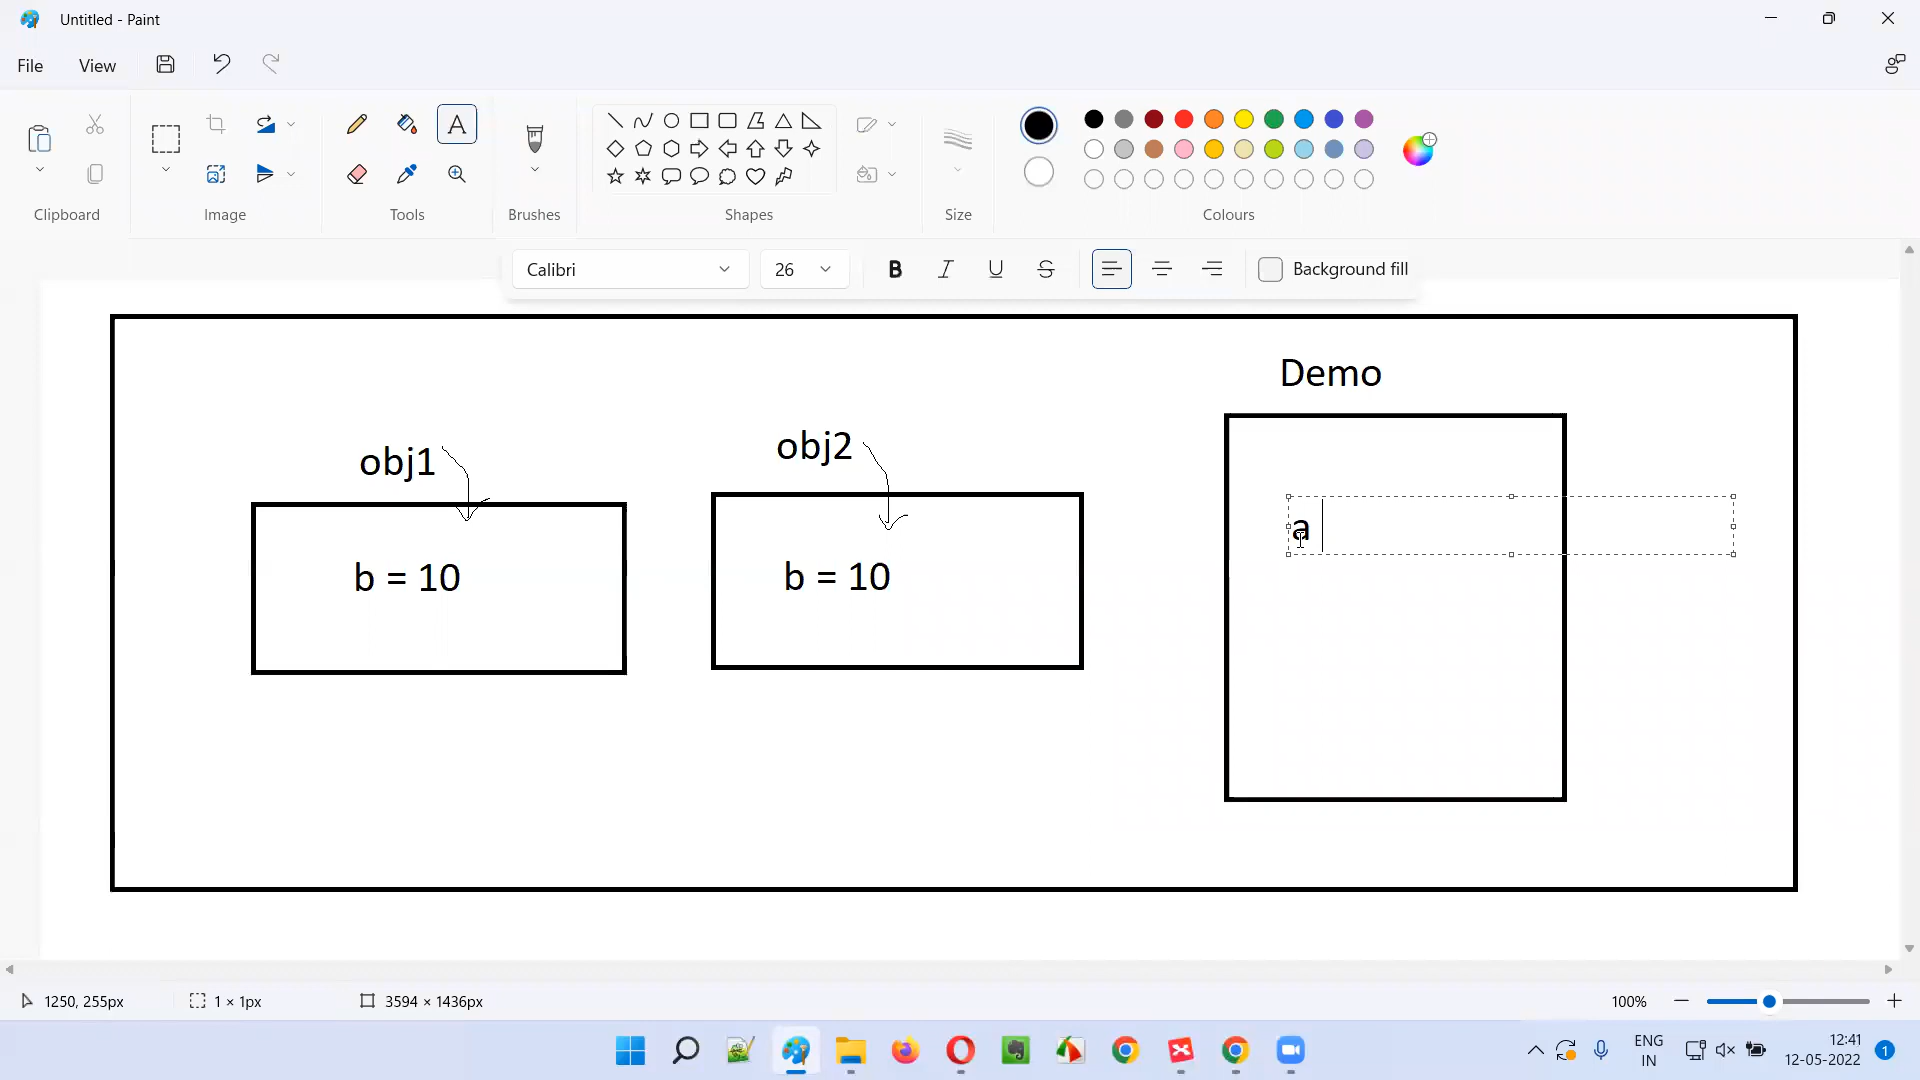 Untitled - Paint
File View
Clipboard
Image
Tools
Brushes
Shapes
Size
Colours
Calibri
26
B I U S
Background fill
Demo
obj1
obj2
a
b = 10
b = 10
1250, 255px
1 × 1px
3594 × 1436px
100%
ENG
IN
12:41
12-05-2022
1